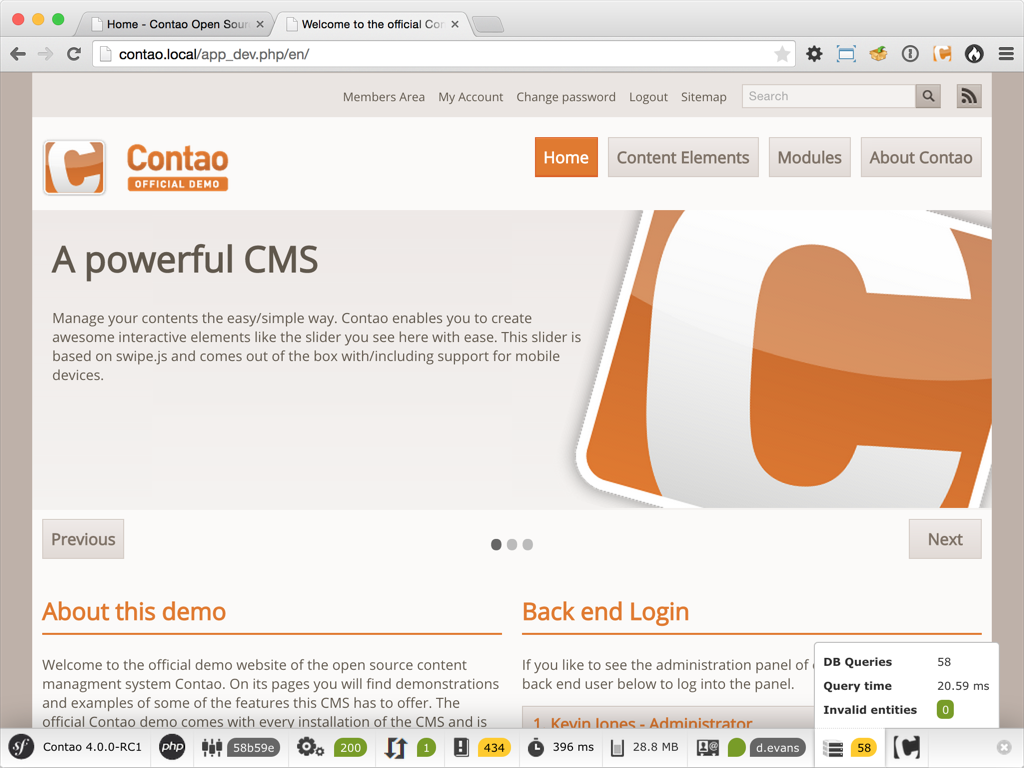 Home - Contao Open Sour
Welcome to the official Con
contao.local/app_dev.php/en/
Members Area My Account Change password Logout Sitemap Search
Contao
OFFICIAL DEMO
Home Content Elements Modules About Contao
A powerful CMS
Manage your contents the easy/simple way. Contao enables you to create
awesome interactive elements like the slider you see here with ease. This slider is
based on swipe.js and comes out of the box with/including support for mobile
devices.
Previous
Next
About this demo
Welcome to the official demo website of the open source content
managment system Contao. On its pages you will find demonstrations
and examples of some of the features this CMS has to offer. The
official Contao demo comes with every installation of the CMS and is
Back end Login
If you like to see the administration panel of
back end user below to log into the panel.
1. Kevin Jones - Administrator
DB Queries 58
Query time 20.59 ms
Invalid entities 0
sf Contao 4.0.0-RC1 php 58b59e 200 1 434 396 ms 28.8 MB d.evans 58